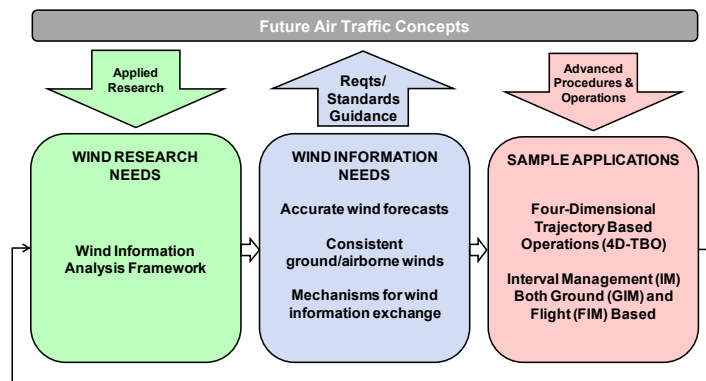 Future Air Traffic Concepts
Applied
Research
Reqts/
Standards
Guidance
Advanced
Procedures &
Operations
WIND RESEARCH
NEEDS
Wind Information
Analysis Framework
WIND INFORMATION
NEEDS
Accurate wind forecasts
Consistent
ground/airborne winds
Mechanisms for wind
information exchange
SAMPLE APPLICATIONS
Four-Dimensional
Trajectory Based
Operations (4D-TBO)
Interval Management (IM)
Both Ground (GIM) and
Flight (FIM) Based